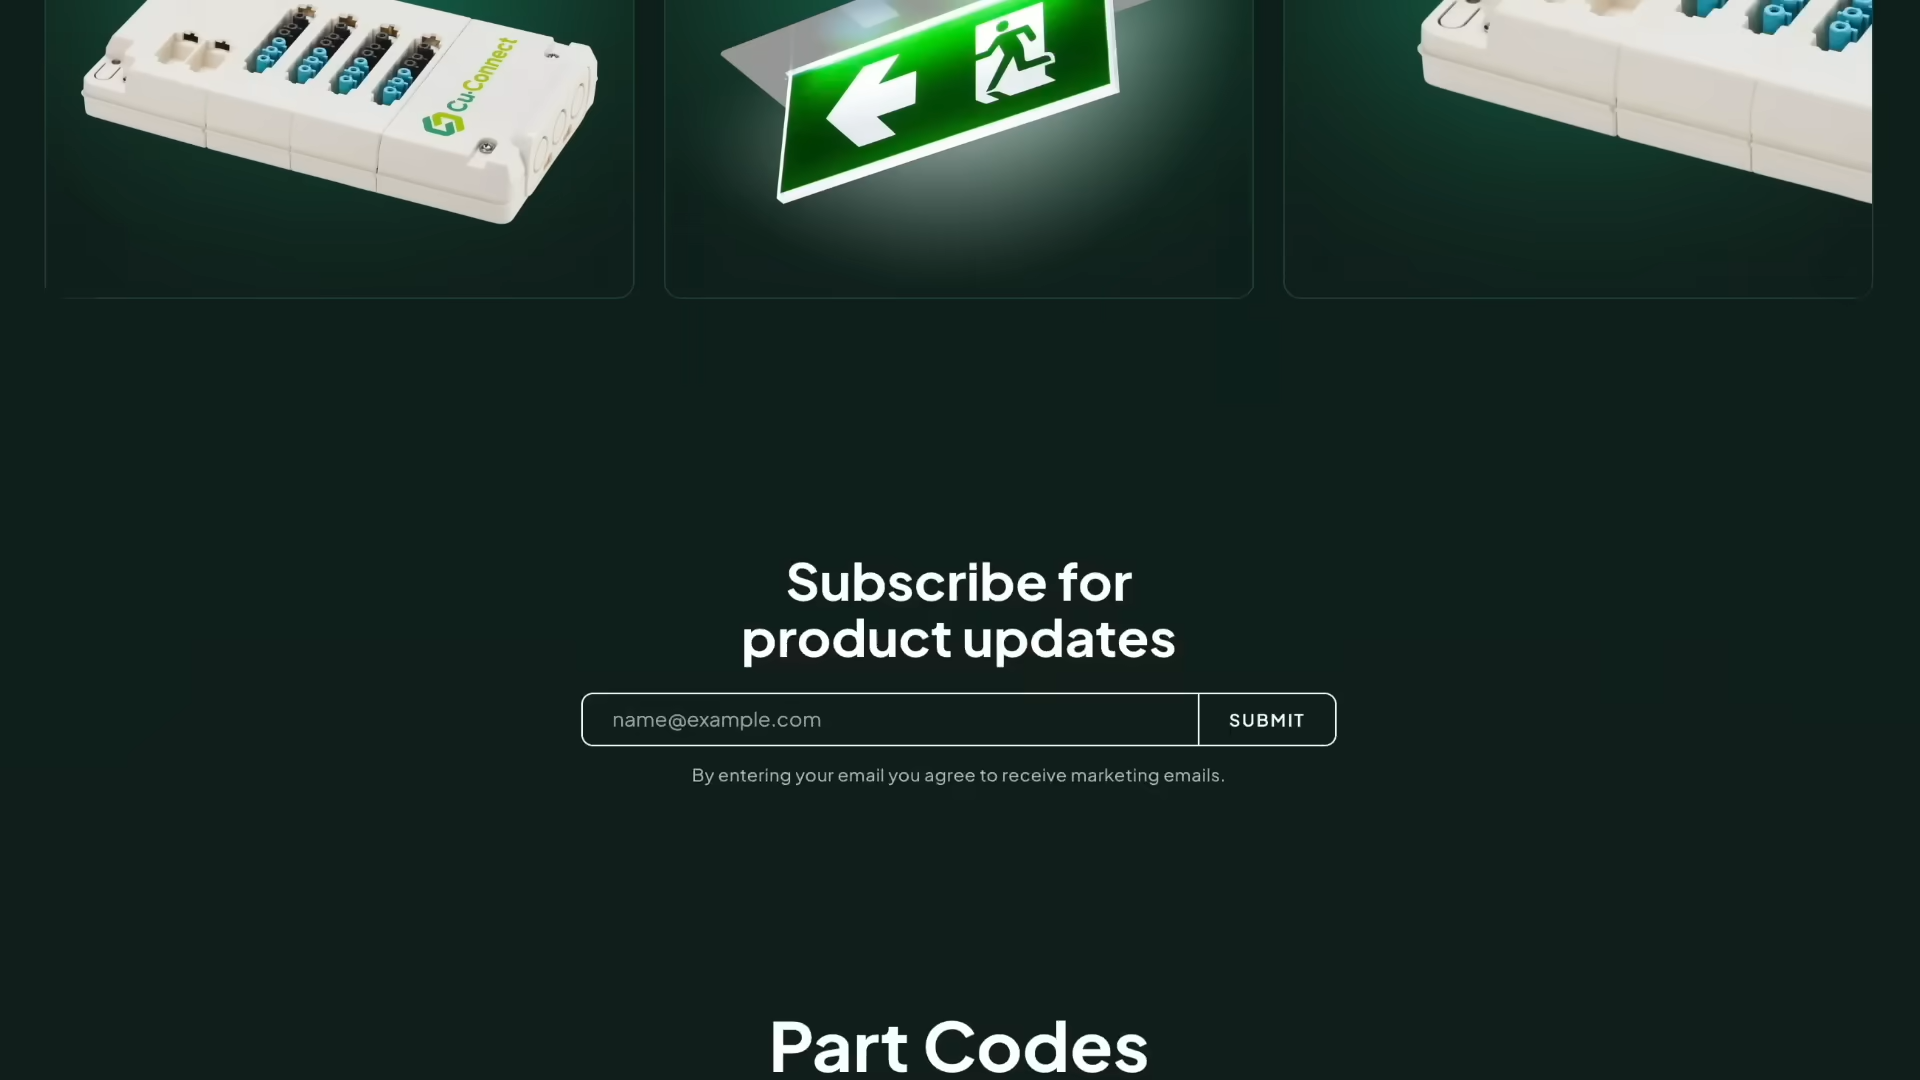 Cu-Connect
Subscribe for
product updates
name@example.com
SUBMIT
By entering your email you agree to receive marketing emails.
Part Codes